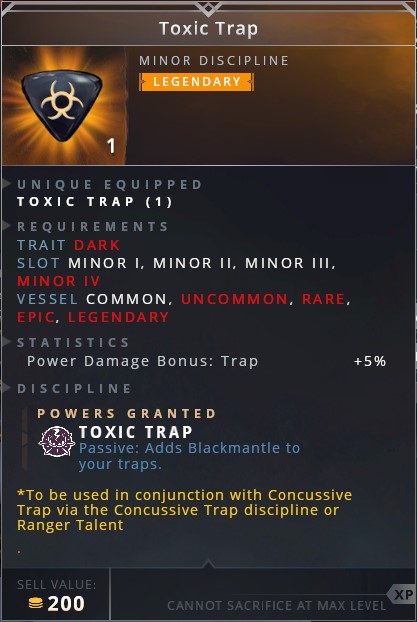 Toxic Trap
MINOR DISCIPLINE
LEGENDARY
1
UNIQUE EQUIPPED
TOXIC TRAP (1)
REQUIREMENTS
TRAIT DARK
SLOT MINOR I, MINOR II, MINOR III,
MINOR IV
VESSEL COMMON, UNCOMMON, RARE,
EPIC, LEGENDARY
STATISTICS
Power Damage Bonus: Trap +5%
DISCIPLINE
POWERS GRANTED
TOXIC TRAP
Passive: Adds Blackmantle to
your traps.
*To be used in conjunction with Concussive
Trap via the Concussive Trap discipline or
Ranger Talent
.
SELL VALUE:
200
XP
CANNOT SACRIFICE AT MAX LEVEL